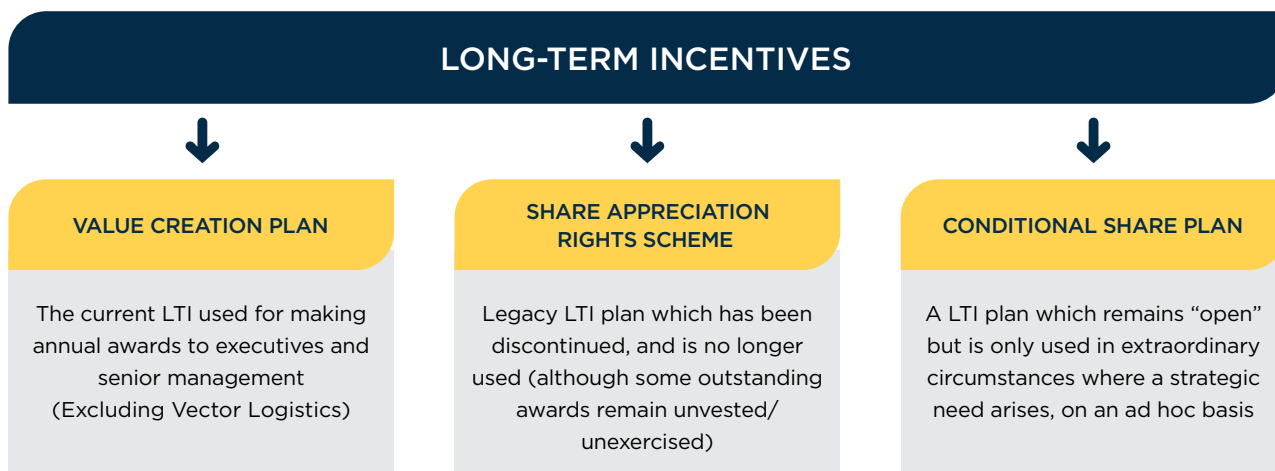 LONG-TERM INCENTIVES
VALUE CREATION PLAN
The current LTI used for making
annual awards to executives and
senior management
(Excluding Vector Logistics)
SHARE APPRECIATION
RIGHTS SCHEME
Legacy LTI plan which has been
discontinued, and is no longer
used (although some outstanding
awards remain unvested/
unexercised)
CONDITIONAL SHARE PLAN
A LTI plan which remains “open”
but is only used in extraordinary
circumstances where a strategic
need arises, on an ad hoc basis